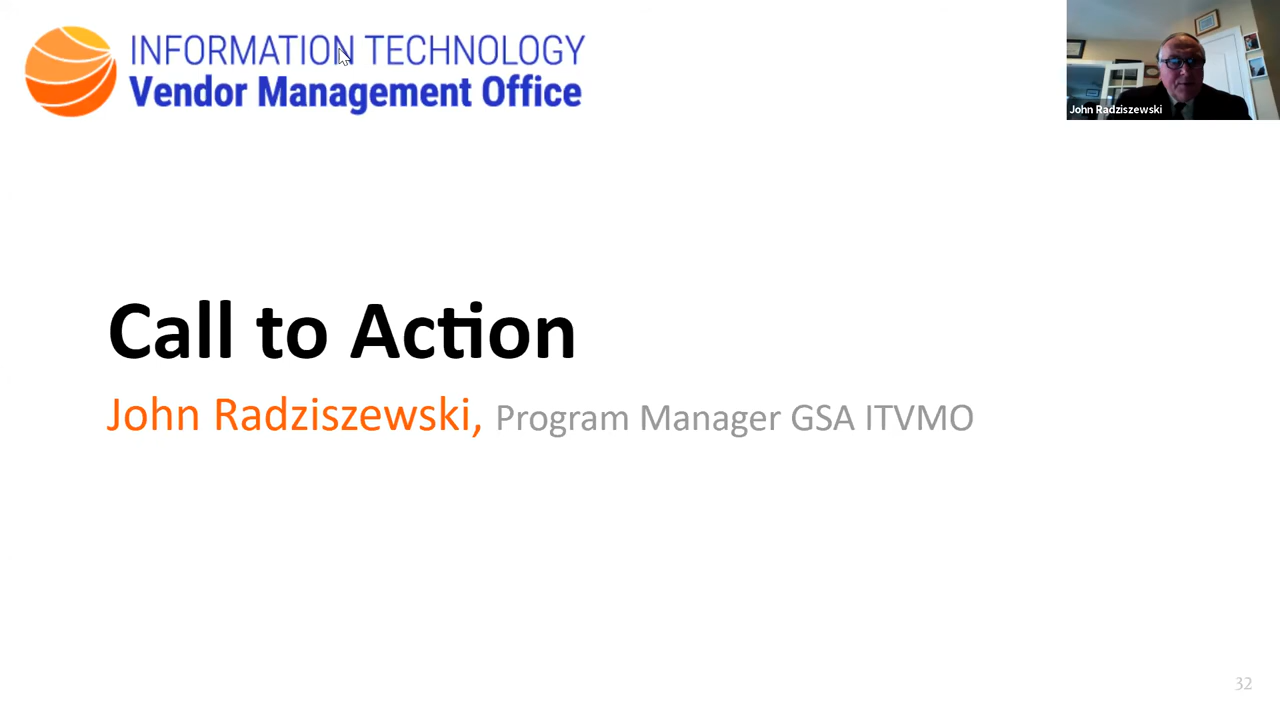 INFORMATION TECHNOLOGY
Vendor Management Office
John Radziszewski
Call to Action
John Radziszewski, Program Manager GSA ITVMO
32